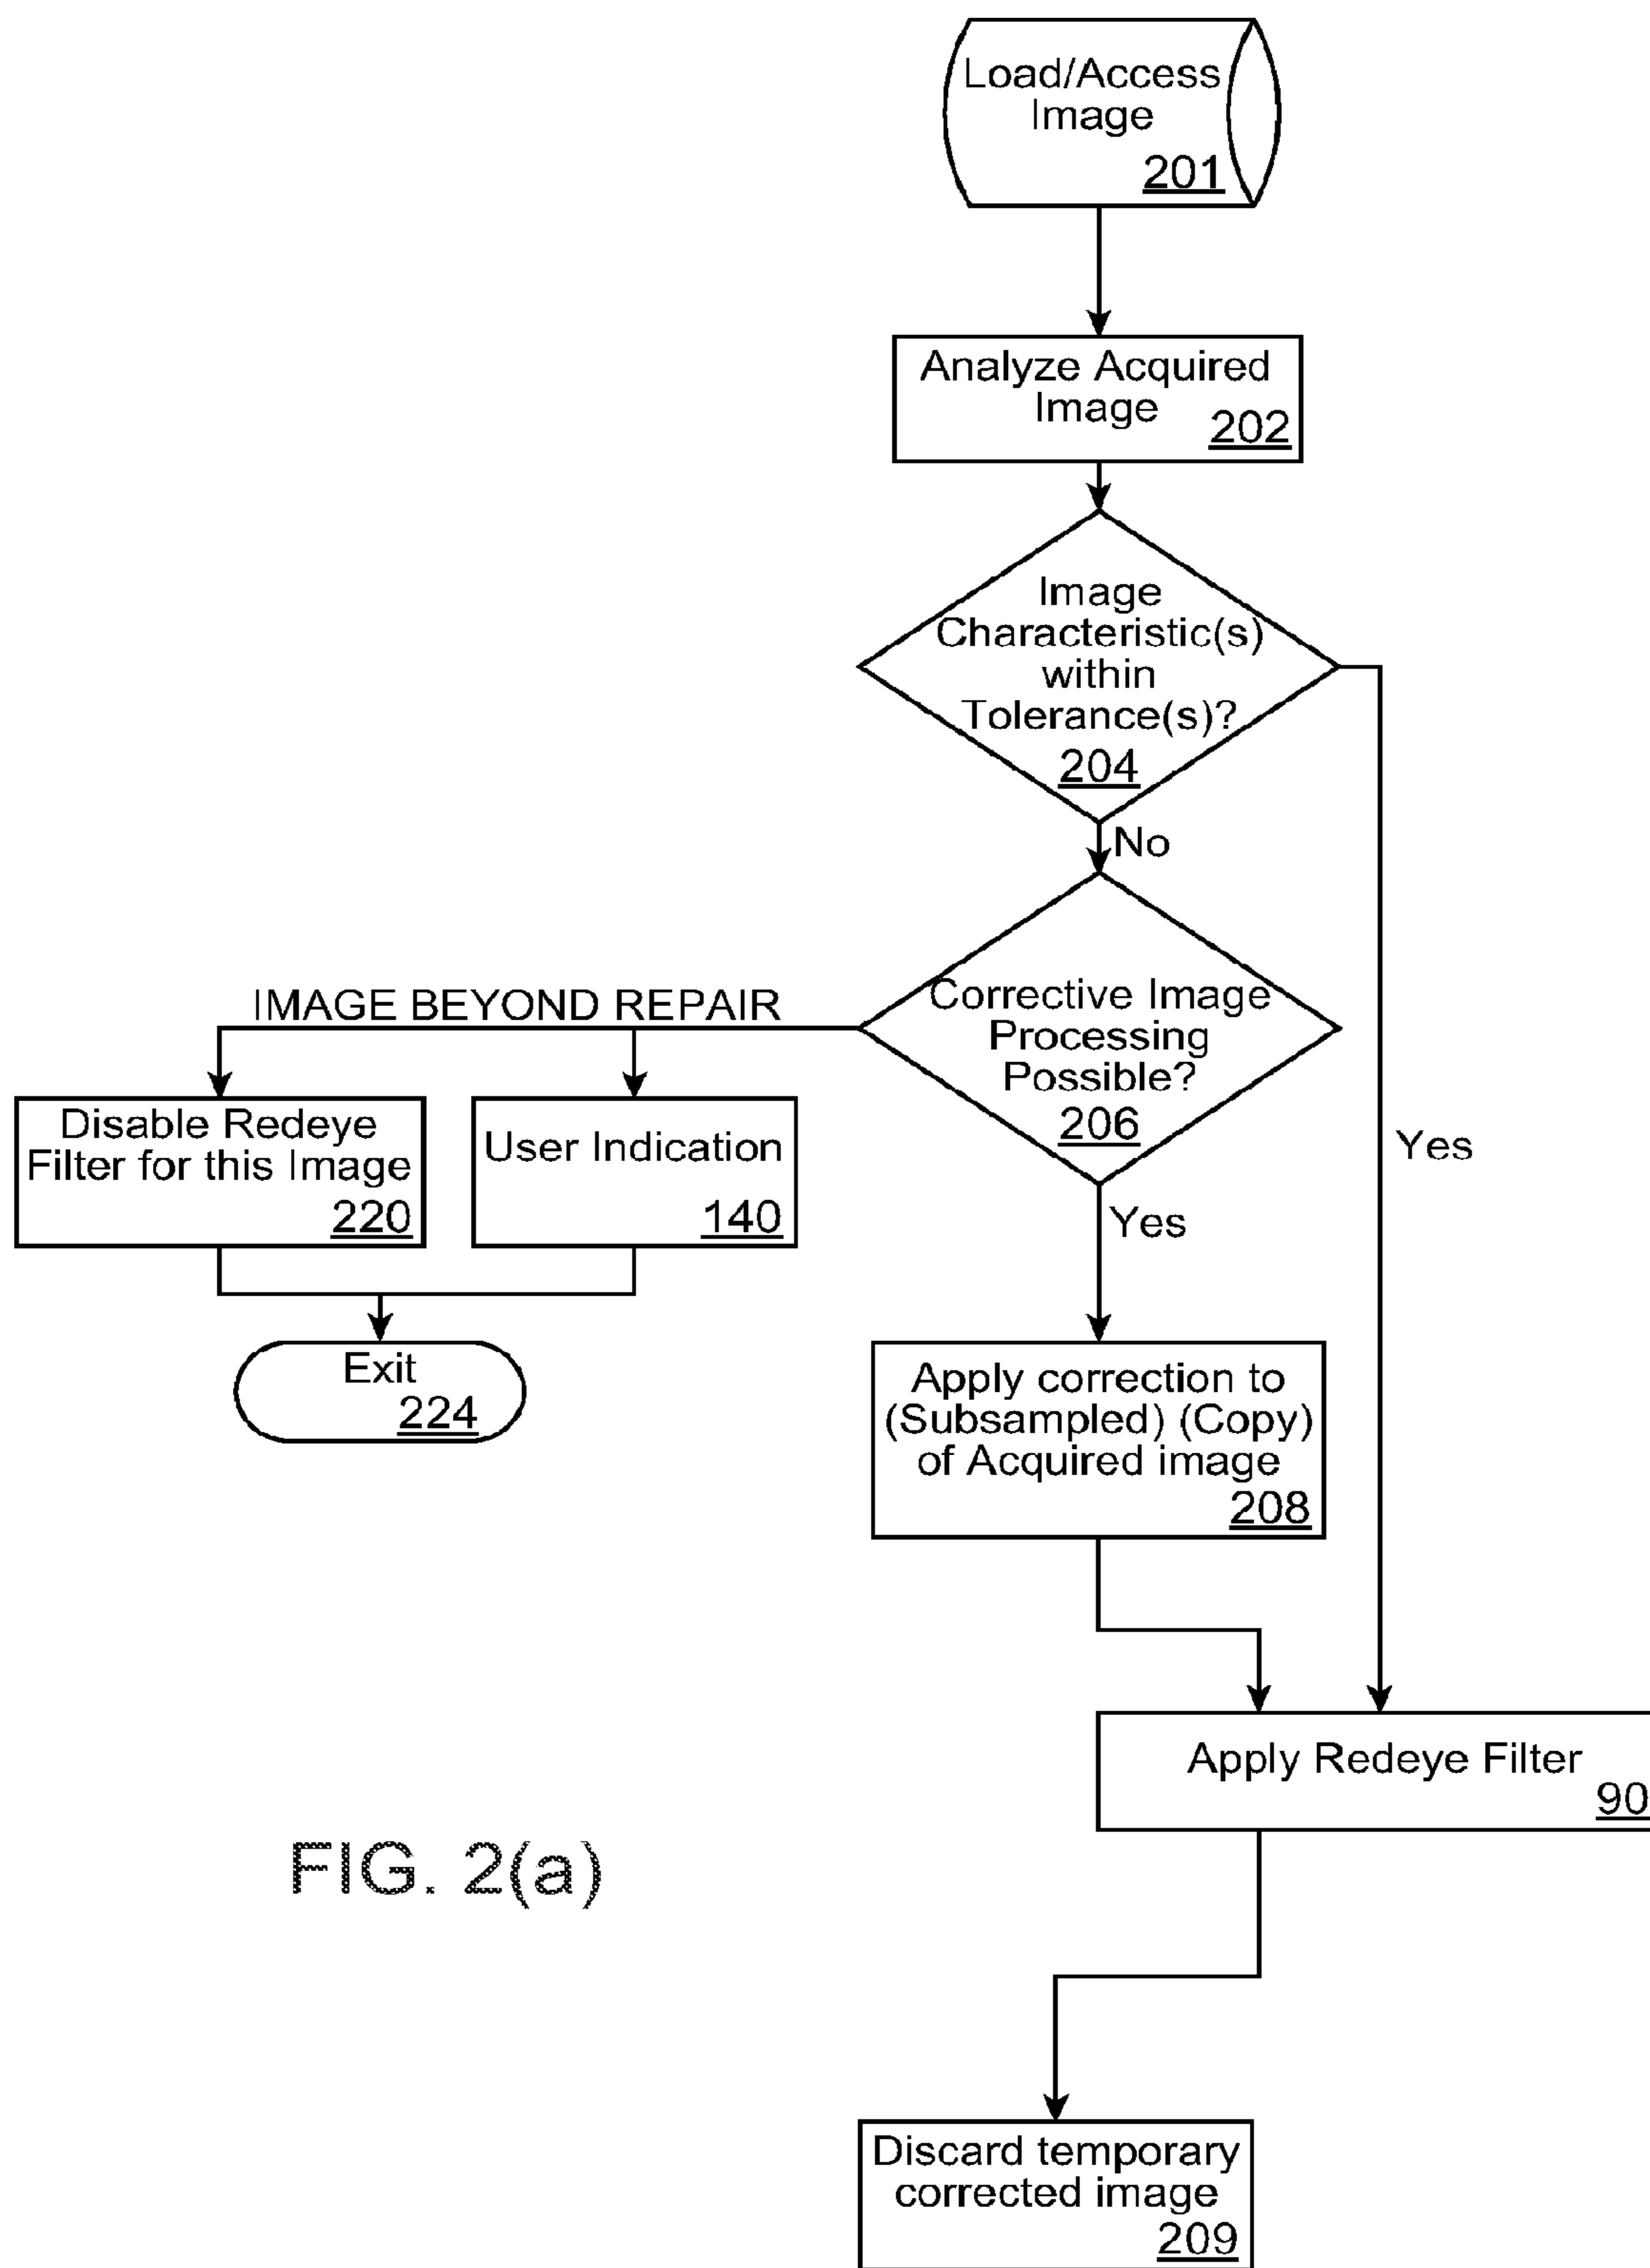 Load/Access
Image
201
Analyze Acquired
Image
202
Image
Characteristic(s)
within
Tolerance(s)?
204
No
Corrective Image
Processing
Possible?
206
IMAGE BEYOND REPAIR
Yes
Disable Redeye
Filter for this Image
220
User Indication
140
Yes
Exit
224
Apply correction to
(Subsampled) (Copy)
of Acquired image
208
Apply Redeye Filter
90
FIG. 2(a)
Discard temporary
corrected image
209